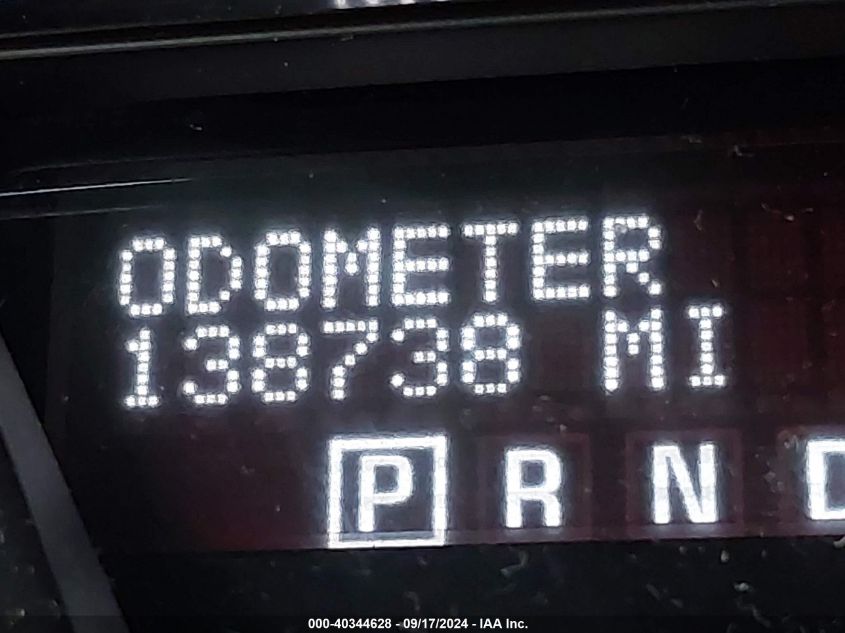 ODOMETER
138738 MI
P R N D
000-40344628 - 09/17/2024 - IAA Inc.